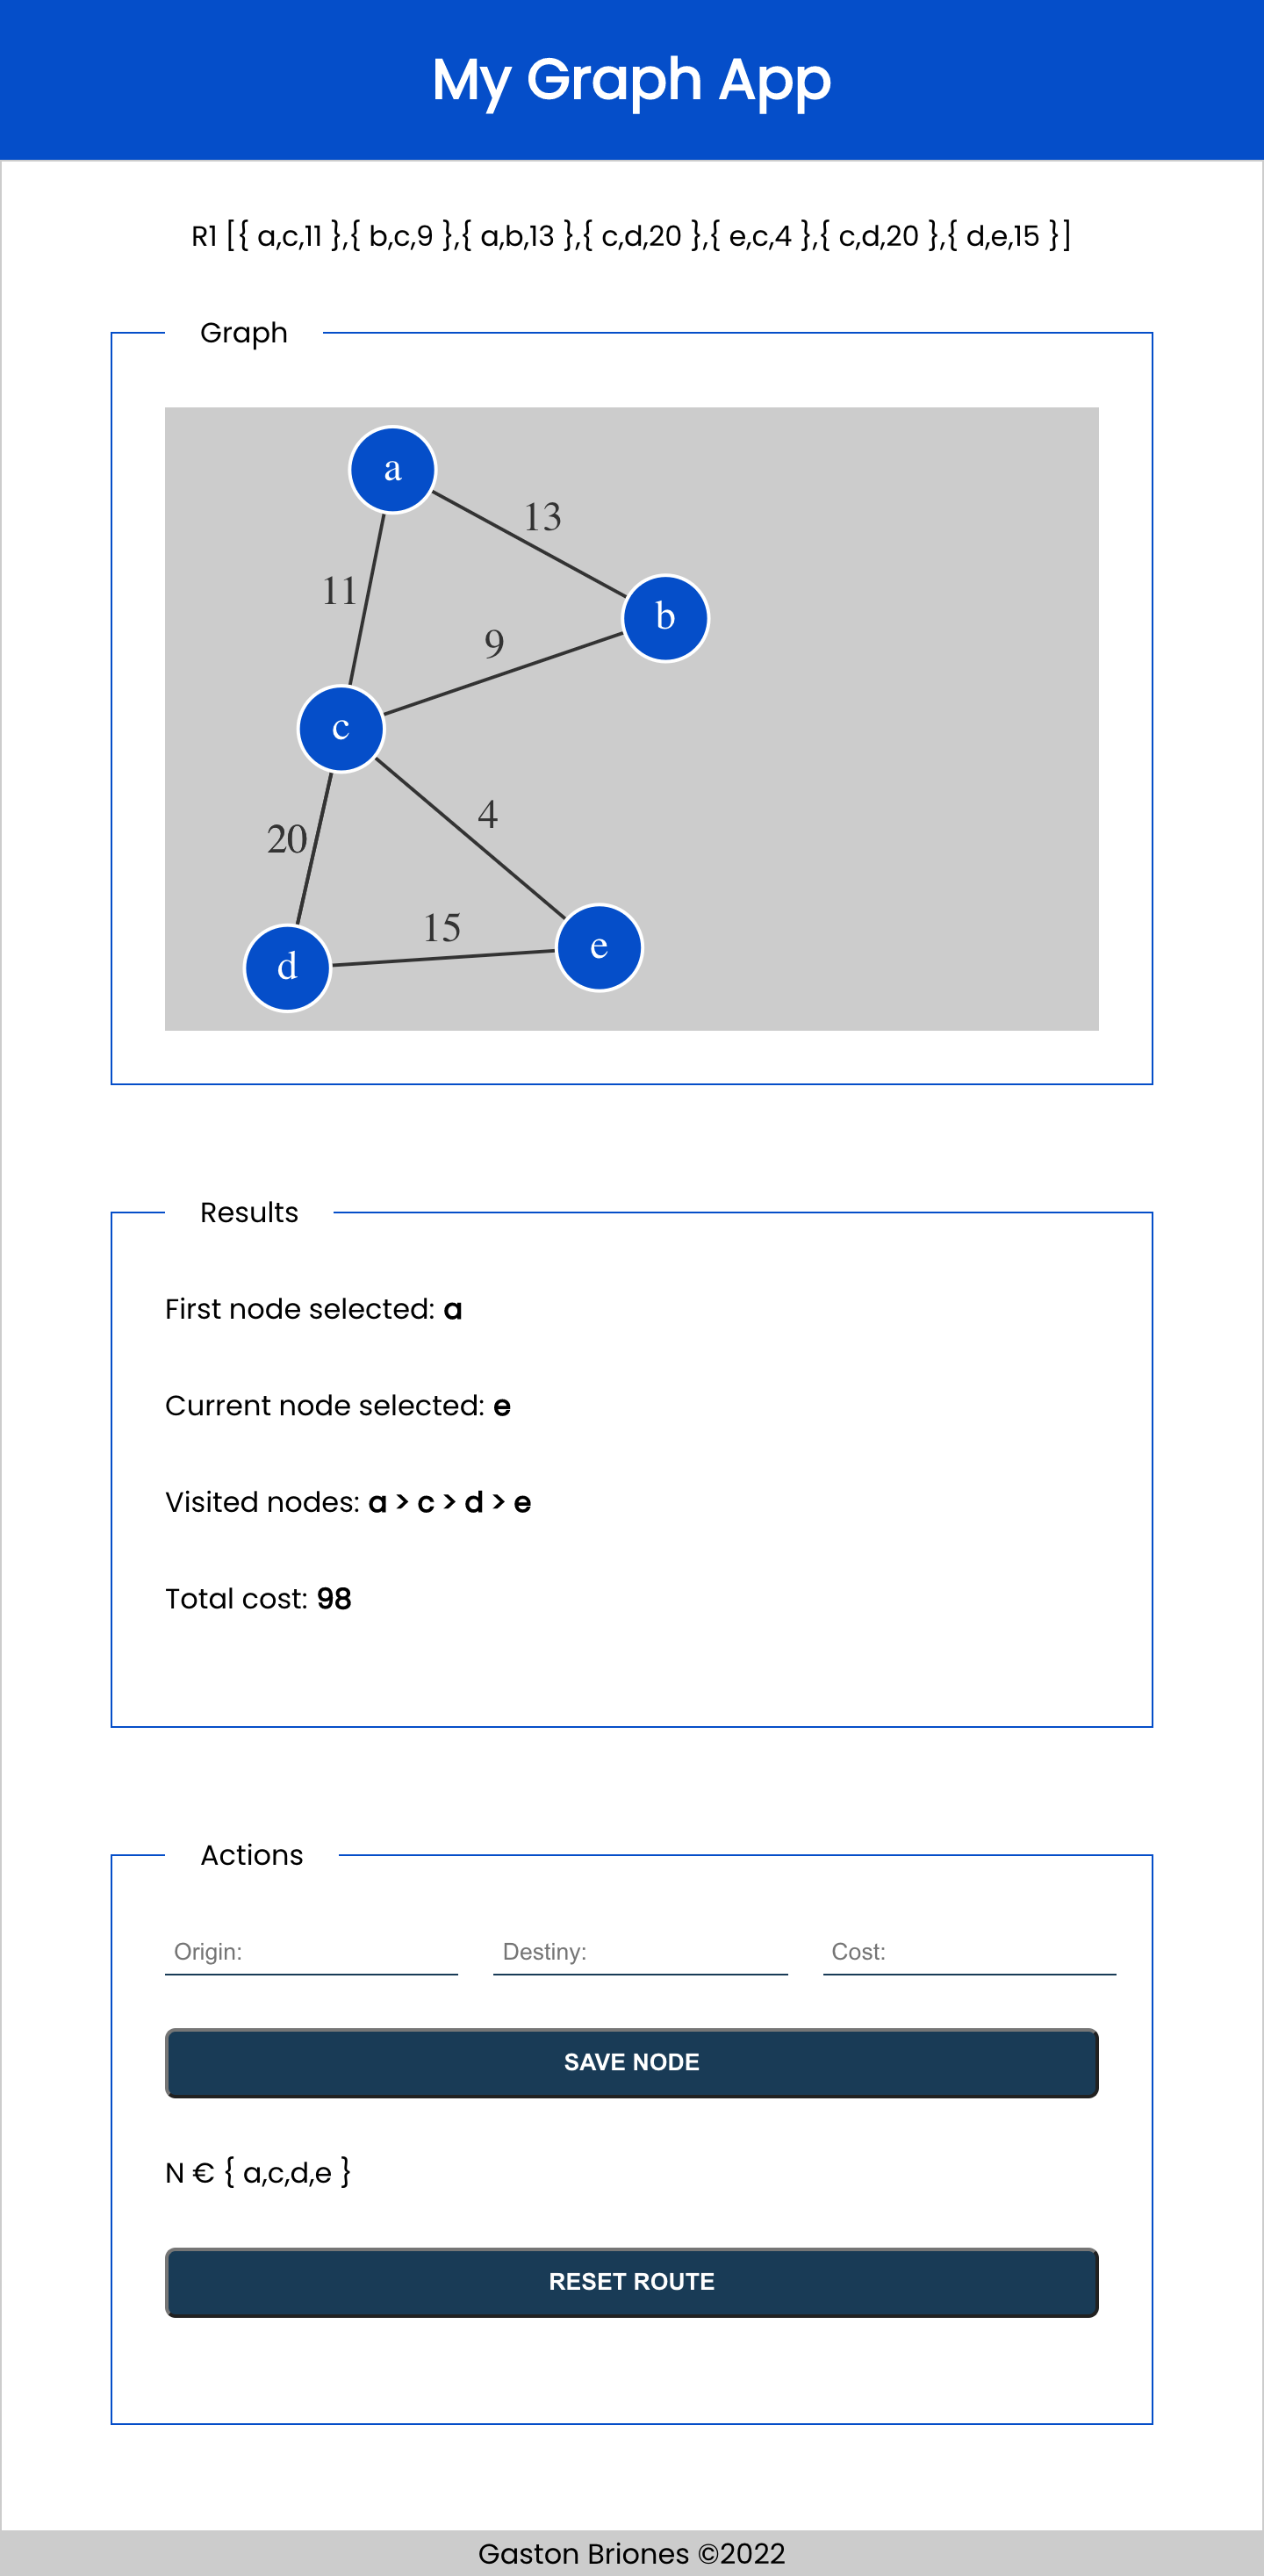 My Graph App
R1 [{ a,c,11 },{ b,c,9 },{ a,b,13 },{ c,d,20 },{ e,c,4 },{ c,d,20 },{ d,e,15 }]
Graph
a
13
11
b
9
c
4
20
15
e
d
Results
First node selected: a
Current node selected: e
Visited nodes: a > c > d > e
Total cost: 98
Actions
Origin: Destiny: Cost:
SAVE NODE
N € { a,c,d,e }
RESET ROUTE
Gaston Briones ©2022